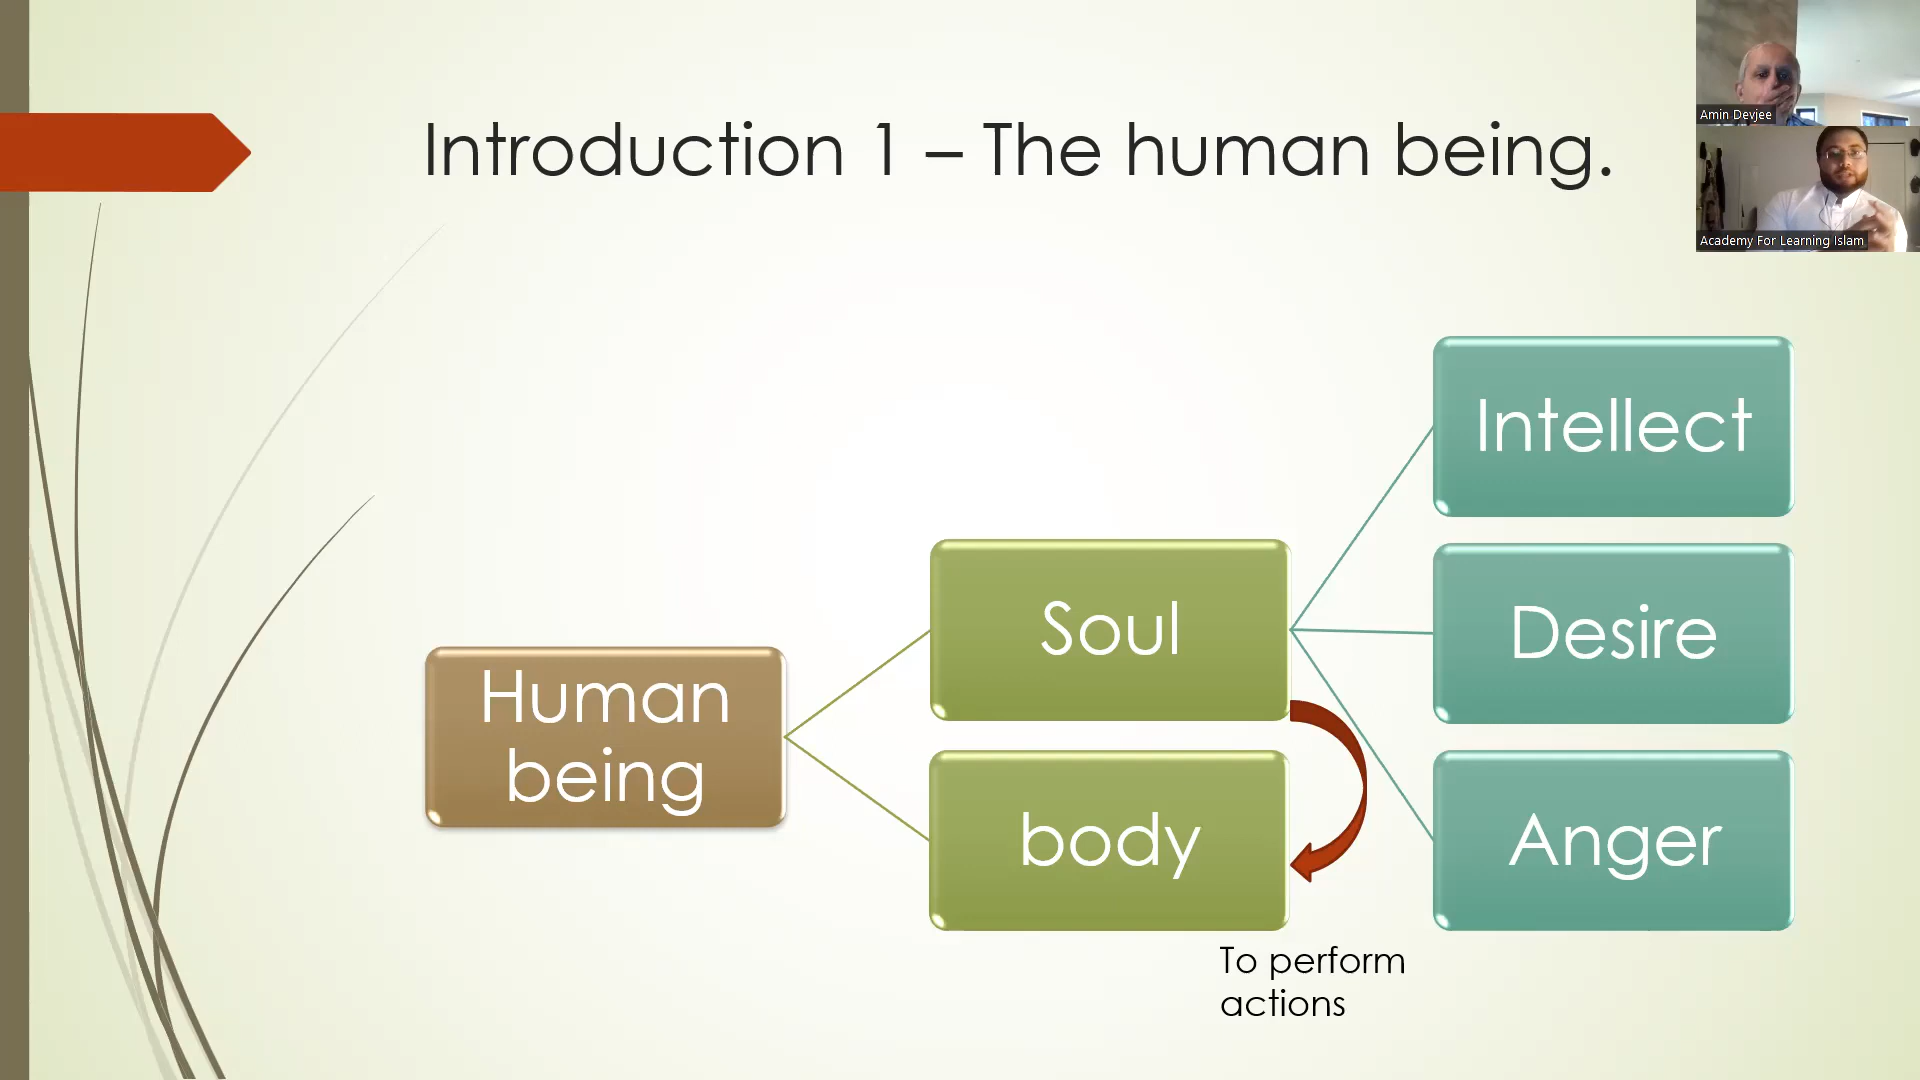 Introduction 1 – The human being.
Amin Devjee
Academy For Learning Islam
Human
being
Soul
body
Intellect
Desire
Anger
To perform
actions